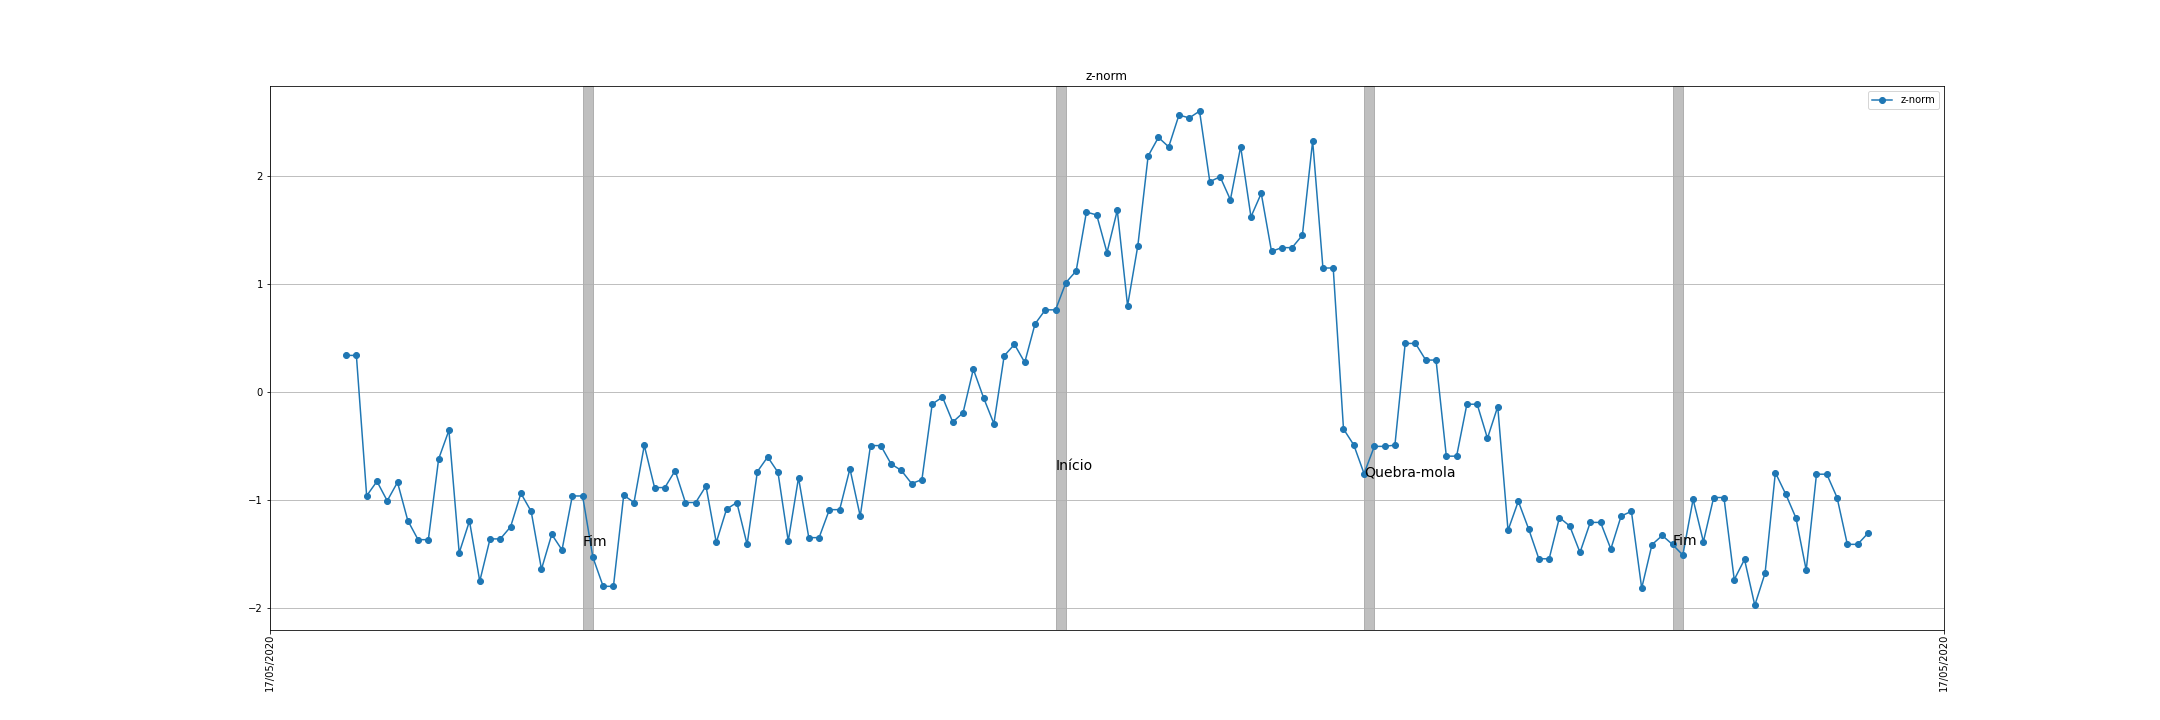 z-norm
z-norm
2
1
0
−1
−2
Início
Quebra-mola
Fim
Fim
17/05/2020
17/05/2020